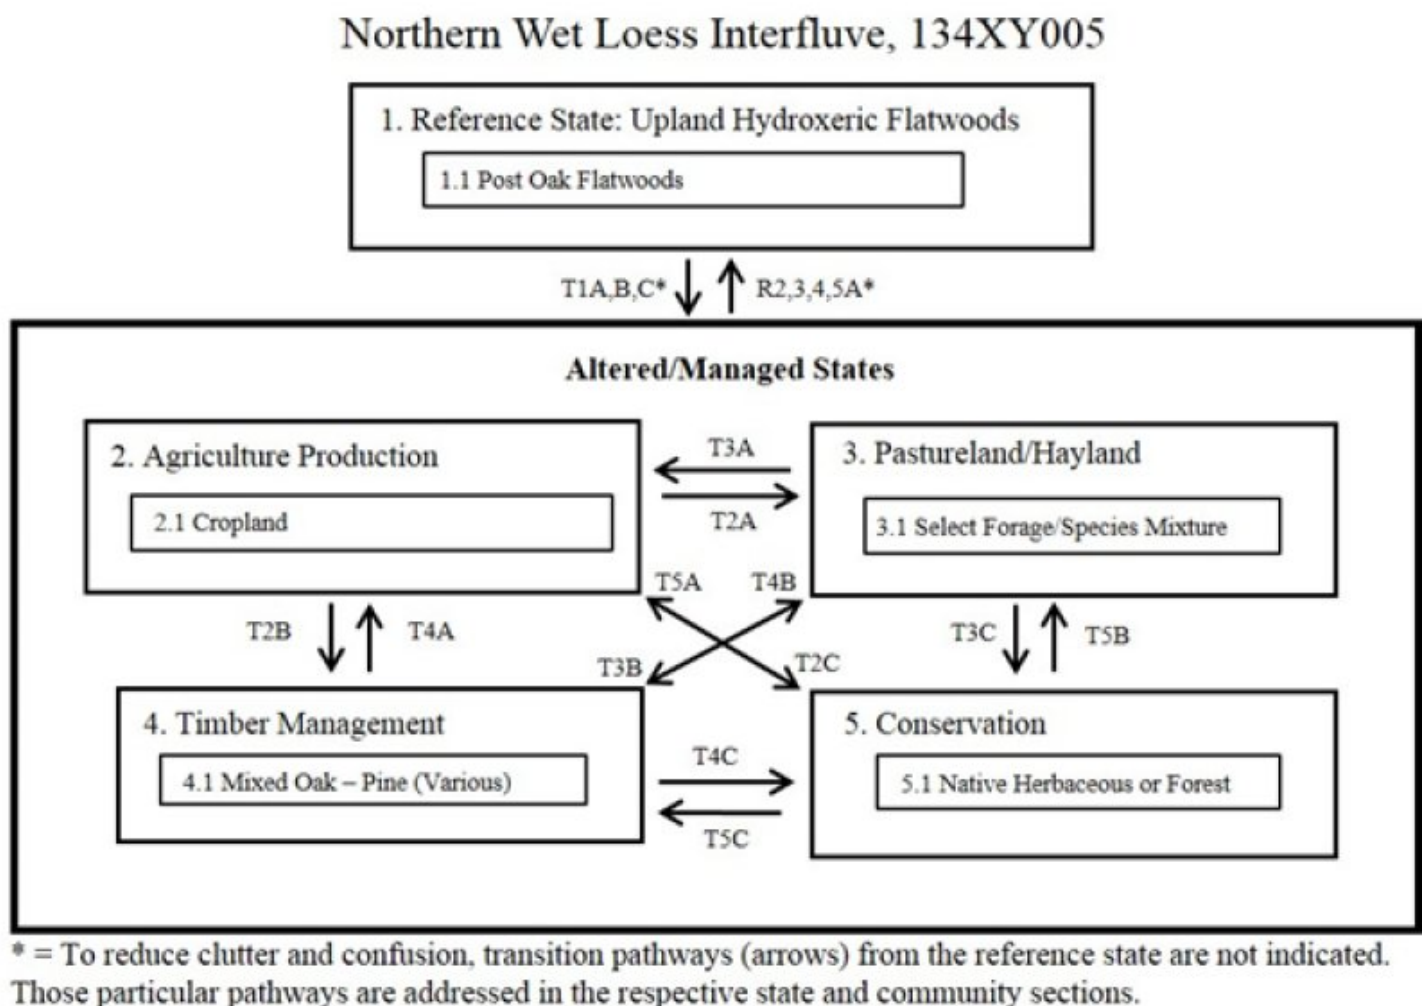 Northern Wet Loess Interfluve, 134XY005
1. Reference State: Upland Hydroxeric Flatwoods
1.1 Post Oak Flatwoods
T1A,B,C*
R2,3,4,5A*
Altered/Managed States
2. Agriculture Production
2.1 Cropland
T3A
T2A
3. Pastureland/Hayland
3.1 Select Forage/Species Mixture
T5A
T4B
T2B
T4A
T3C
T5B
T3B
T2C
4. Timber Management
4.1 Mixed Oak – Pine (Various)
T4C
T5C
5. Conservation
5.1 Native Herbaceous or Forest
* = To reduce clutter and confusion, transition pathways (arrows) from the reference state are not indicated.
Those particular pathways are addressed in the respective state and community sections.